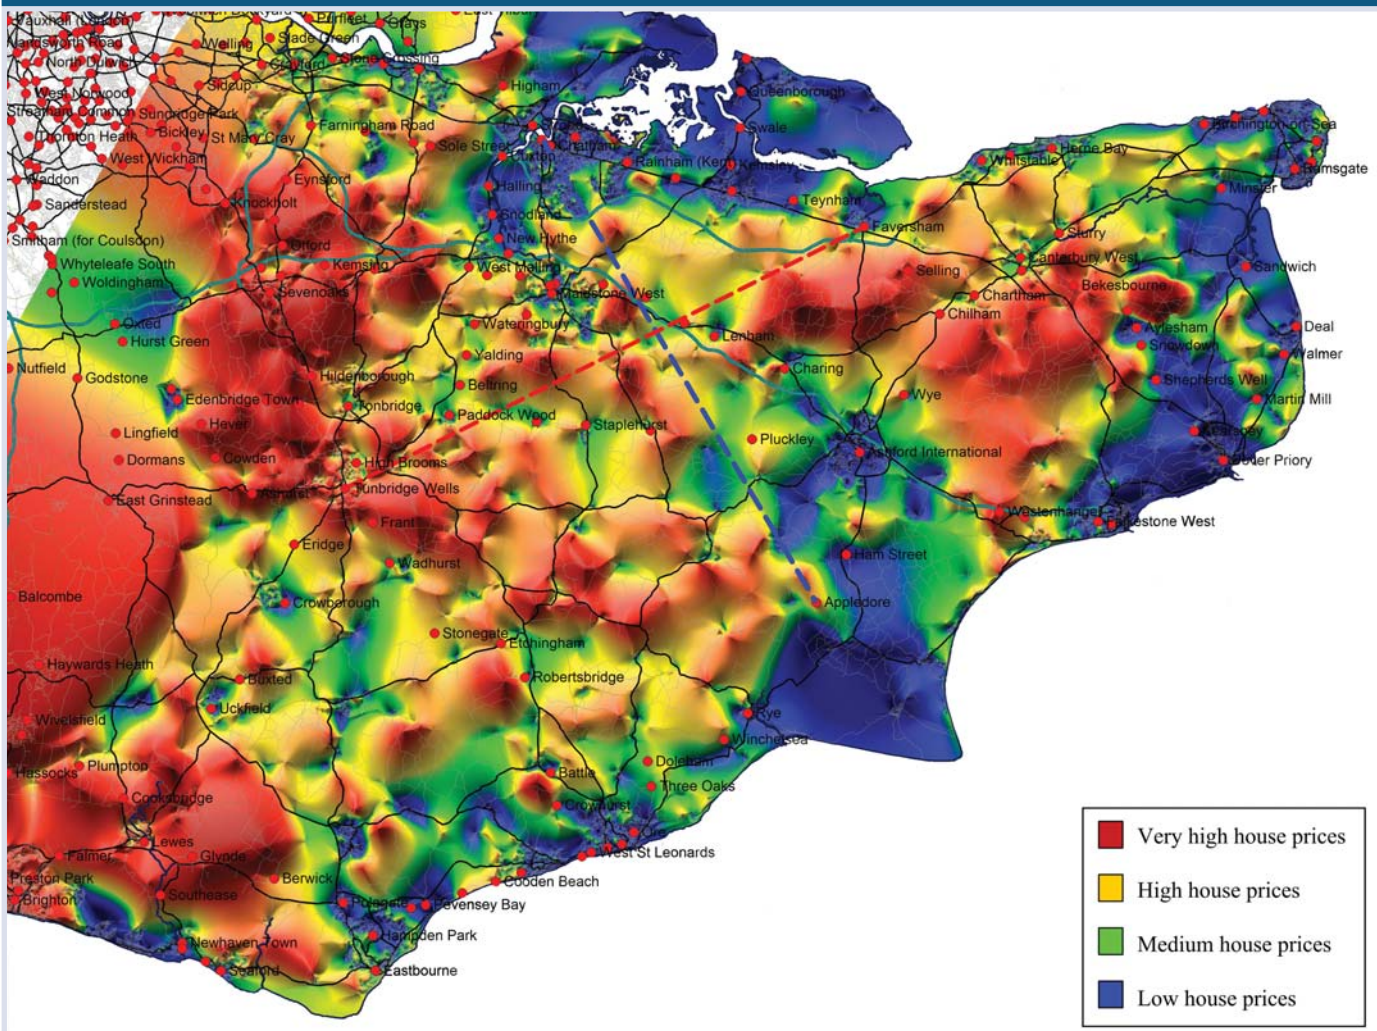 Vauxhall (London)
Purfleet
Grays
Wandsworth Road
Welling
Slade Green
North Dulwich
Crayford
Stone Crossing
West Norwood
Sidcup
Higham
Queenborough
Streatham Common
Sundridge Park
Farningham Road
Swale
Birchington-on-Sea
Thornton Heath
Bickley
St Mary Cray
Sole Street
Chatham
Herne Bay
West Wickham
Cuxton
Rainham (Kent)
Kemsley
Whitstable
Ramsgate
Waddon
Eynsford
Halling
Minster
Sanderstead
Knockholt
Snodland
Teynham
Smitham (for Coulsdon)
Otford
New Hythe
Faversham
Sturry
Whyteleafe South
Kemsing
West Malling
Selling
Canterbury West
Sandwich
Woldingham
Sevenoaks
Maidstone West
Chartham
Bekesbourne
Oxted
Wateringbury
Chilham
Aylesham
Deal
Hurst Green
Lenham
Snowdown
Nutfield
Yalding
Walmer
Godstone
Hildenborough
Beltring
Charing
Shepherds Well
Edenbridge Town
Tonbridge
Wye
Martin Mill
Lingfield
Hever
Paddock Wood
Staplehurst
Kearsney
Dormans
Cowden
High Brooms
Pluckley
Ashford International
Dover Priory
East Grinstead
Ashurst
Tunbridge Wells
Frant
Westenhanger
Folkestone West
Eridge
Wadhurst
Ham Street
Balcombe
Crowborough
Appledore
Stonegate
Etchingham
Haywards Heath
Buxted
Robertsbridge
Uckfield
Rye
Wivelsfield
Winchelsea
Hassocks
Plumpton
Battle
Doleham
Three Oaks
Cooksbridge
Crowhurst
Lewes
Ore
Falmer
Glynde
West St Leonards
Preston Park
Berwick
Cooden Beach
Brighton
Southease
Polegate
Pevensey Bay
Newhaven Town
Hampden Park
Seaford
Eastbourne
Very high house prices
High house prices
Medium house prices
Low house prices